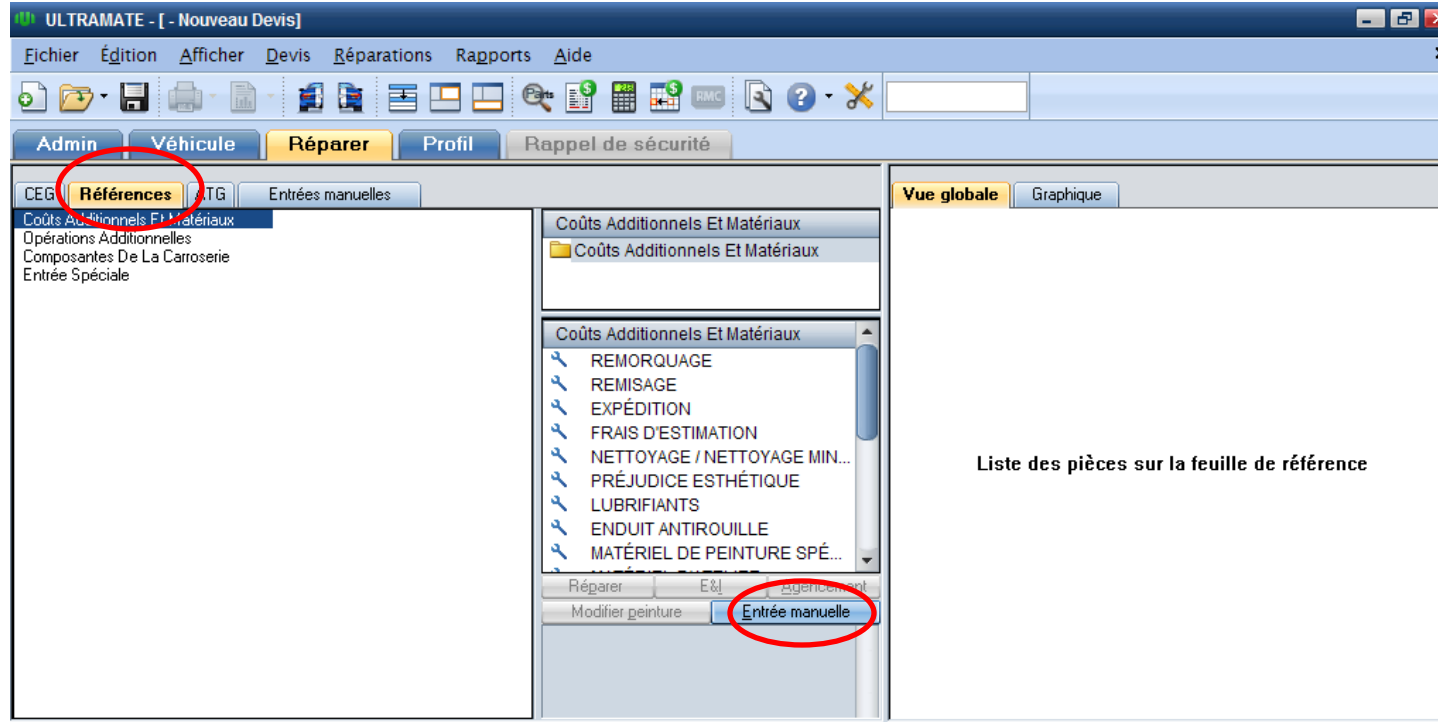 ULTRAMATE - [ - Nouveau Devis]
Fichier Édition Afficher Devis Réparations Rapports Aide
Parts
RMC
Admin Véhicule Réparer Profil Rappel de sécurité
CEG Références ATG Entrées manuelles
Vue globale Graphique
Coûts Additionnels Et Matériaux
Opérations Additionnelles
Composantes De La Carroserie
Entrée Spéciale
Coûts Additionnels Et Matériaux
Coûts Additionnels Et Matériaux
Coûts Additionnels Et Matériaux
REMORQUAGE
REMISAGE
EXPÉDITION
FRAIS D'ESTIMATION
NETTOYAGE / NETTOYAGE MIN...
PRÉJUDICE ESTHÉTIQUE
LUBRIFIANTS
ENDUIT ANTIROUILLE
MATÉRIEL DE PEINTURE SPÉ...
Réparer E&I Agencement
Modifier peinture Entrée manuelle
Liste des pièces sur la feuille de référence